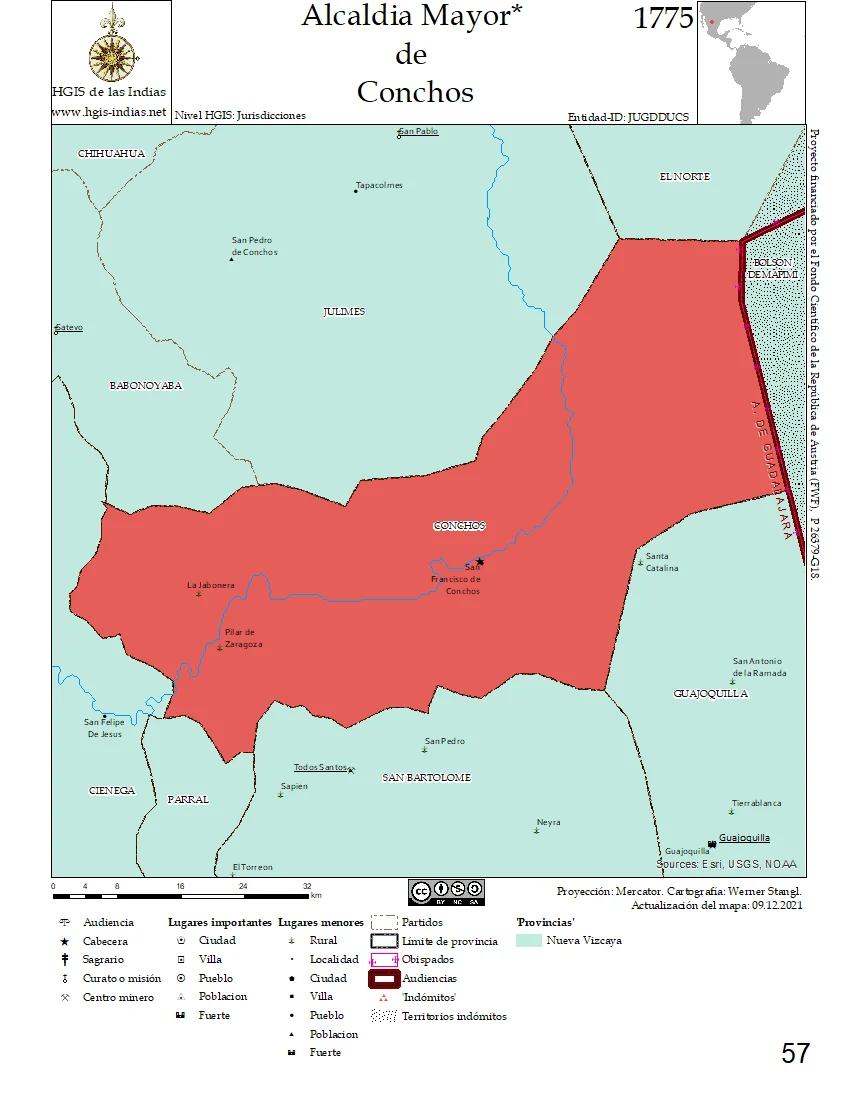 Alcaldia Mayor*
de
Conchos
1775
HGIS de las Indias
www.hgis-indias.net
Nivel HGIS: Jurisdicciones
Entidad-ID: JUGDDUCS
Proyecto financiado por el Fondo Científico de la República de Austria (FWF), P 26379-G18.
CHIHUAHUA
San Pablo
EL NORTE
Tapacolmes
San Pedro
de Conchos
BOLSON
DE MAPIMI
JULIMES
Satevo
BABONOYABA
A. DE GUADALAJARA
CONCHOS
San
Francisco de
Conchos
Santa
Catalina
La Jabonera
Pilar de
Zaragoza
San Antonio
de la Ramada
GUAJOQUILLA
San Felipe
De Jesus
San Pedro
Todos Santos
SAN BARTOLOME
Sapien
CIENEGA
PARRAL
Tierrablanca
Neyra
Guajoquilla
Guajoquilla
El Torreon
Sources: Esri, USGS, NOAA
0 4 8 16 24 32
km
CC BY NC SA
Proyección: Mercator. Cartografía: Werner Stangl.
Actualización del mapa: 09.12.2021
Audiencia
Cabecera
Sagrario
Curato o misión
Centro minero
Lugares importantes
Ciudad
Villa
Pueblo
Poblacion
Fuerte
Lugares menores
Rural
Localidad
Ciudad
Villa
Pueblo
Poblacion
Fuerte
Partidos
Límite de provincia
Obispados
Audiencias
'Indómitos'
Territorios indómitos
'Provincias'
Nueva Vizcaya
57